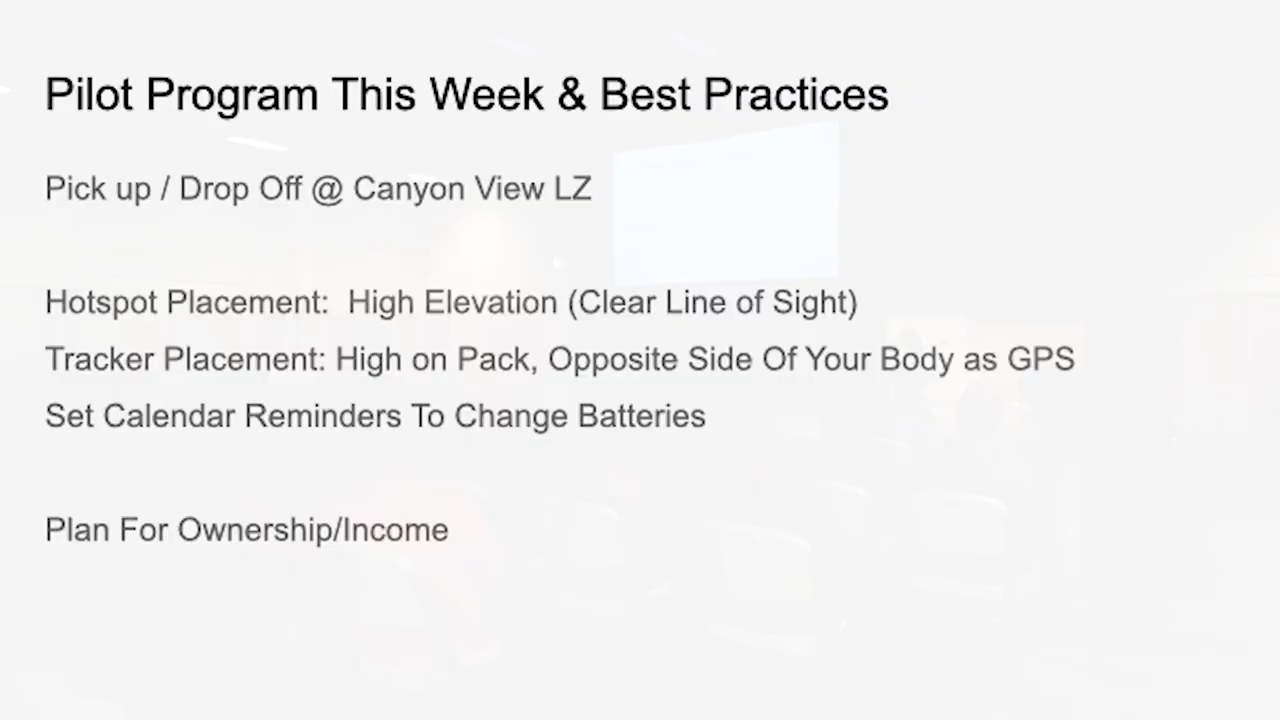 Pilot Program This Week & Best Practices
Pick up / Drop Off @ Canyon View LZ
Hotspot Placement:  High Elevation (Clear Line of Sight)
Tracker Placement: High on Pack, Opposite Side Of Your Body as GPS
Set Calendar Reminders To Change Batteries
Plan For Ownership/Income